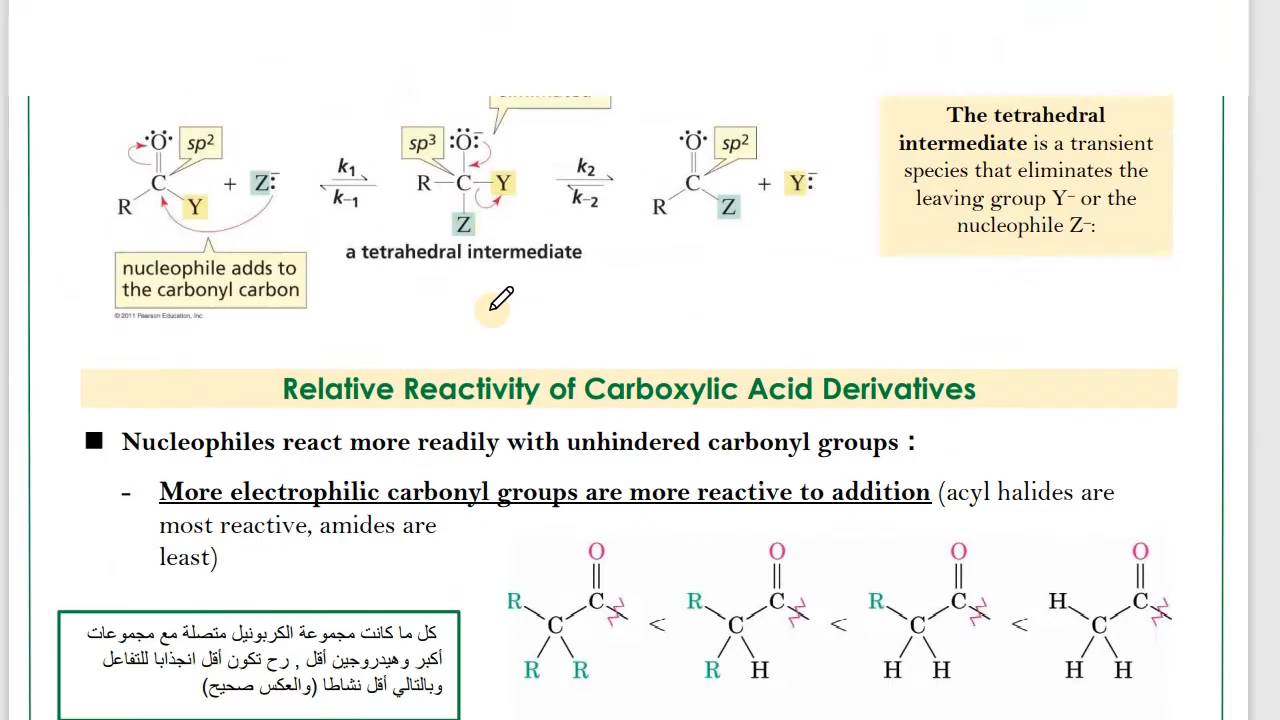 :O:
sp2
C
R
Y
+ Z:−
k1
k−1
sp3
:O:−
R—C—Y
Z
k2
k−2
:O:
sp2
C
R
Z
+ Y:−
a tetrahedral intermediate
nucleophile adds to
the carbonyl carbon
© 2011 Pearson Education, Inc.
The tetrahedral
intermediate is a transient
species that eliminates the
leaving group Y− or the
nucleophile Z−:
Relative Reactivity of Carboxylic Acid Derivatives
■ Nucleophiles react more readily with unhindered carbonyl groups :
- More electrophilic carbonyl groups are more reactive to addition (acyl halides are
most reactive, amides are
least)
O O O O
R C < R C < R C < H C
C C C C
R R R H H H H H
كل ما كانت مجموعة الكربونيل متصلة مع مجموعات
أكبر وهيدروجين أقل , رح تكون أقل انجذابا للتفاعل
وبالتالي أقل نشاطا (والعكس صحيح)